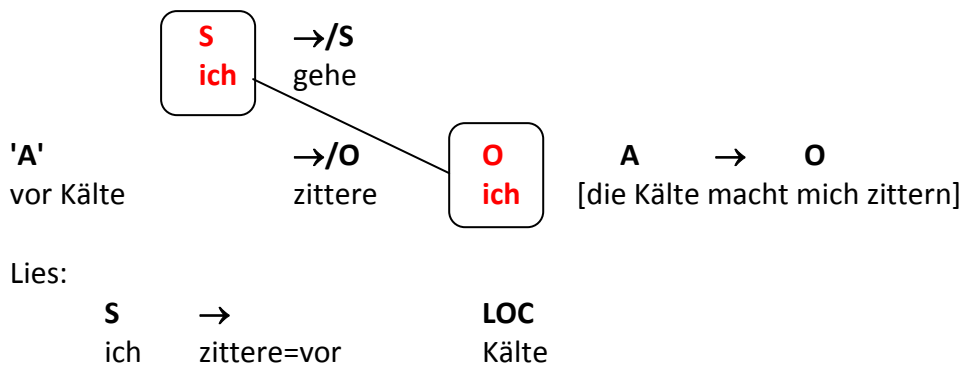 S →/S
ich gehe
'A' →/O O A → O
vor Kälte zittere ich [die Kälte macht mich zittern]
Lies:
S → LOC
ich zittere=vor Kälte